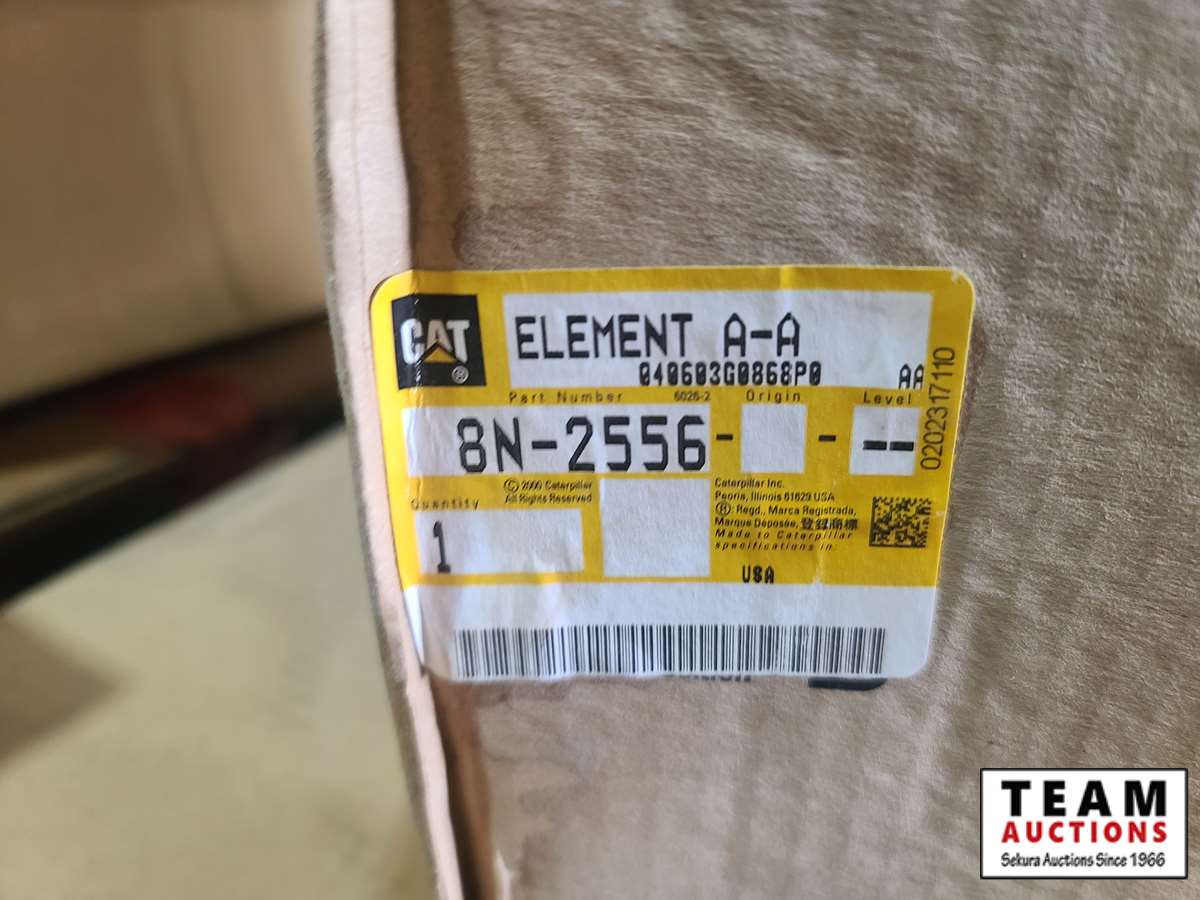 CAT
®
ELEMENT A-A
040603G0868P0 AA
Part Number 6026-2 Origin Level
8N-2556- - --
0202317110
© 2000 Caterpillar
All Rights Reserved
Quantity
1
Caterpillar Inc.
Peoria, Illinois 61629 USA
®: Regd., Marca Registrada,
Marque Déposée, 登録商標
Made to Caterpillar
specifications in:
USA
TEAM
AUCTIONS
Sekura Auctions Since 1966